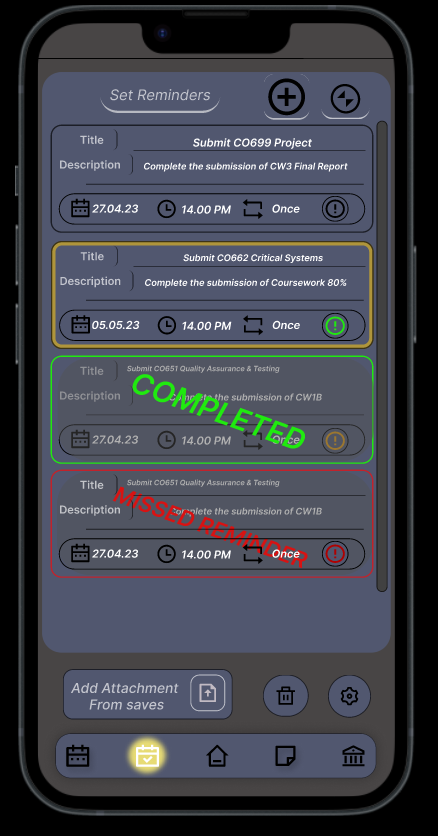 Set Reminders
Title Submit CO699 Project
Description Complete the submission of CW3 Final Report
27.04.23 14.00 PM Once
Title Submit CO662 Critical Systems
Description Complete the submission of Coursework 80%
05.05.23 14.00 PM Once
Title Submit CO651 Quality Assurance & Testing
Description Complete the submission of CW1B
COMPLETED
27.04.23 14.00 PM Once
Title Submit CO651 Quality Assurance & Testing
Description Complete the submission of CW1B
MISSED REMINDER
27.04.23 14.00 PM Once
Add Attachment
From saves